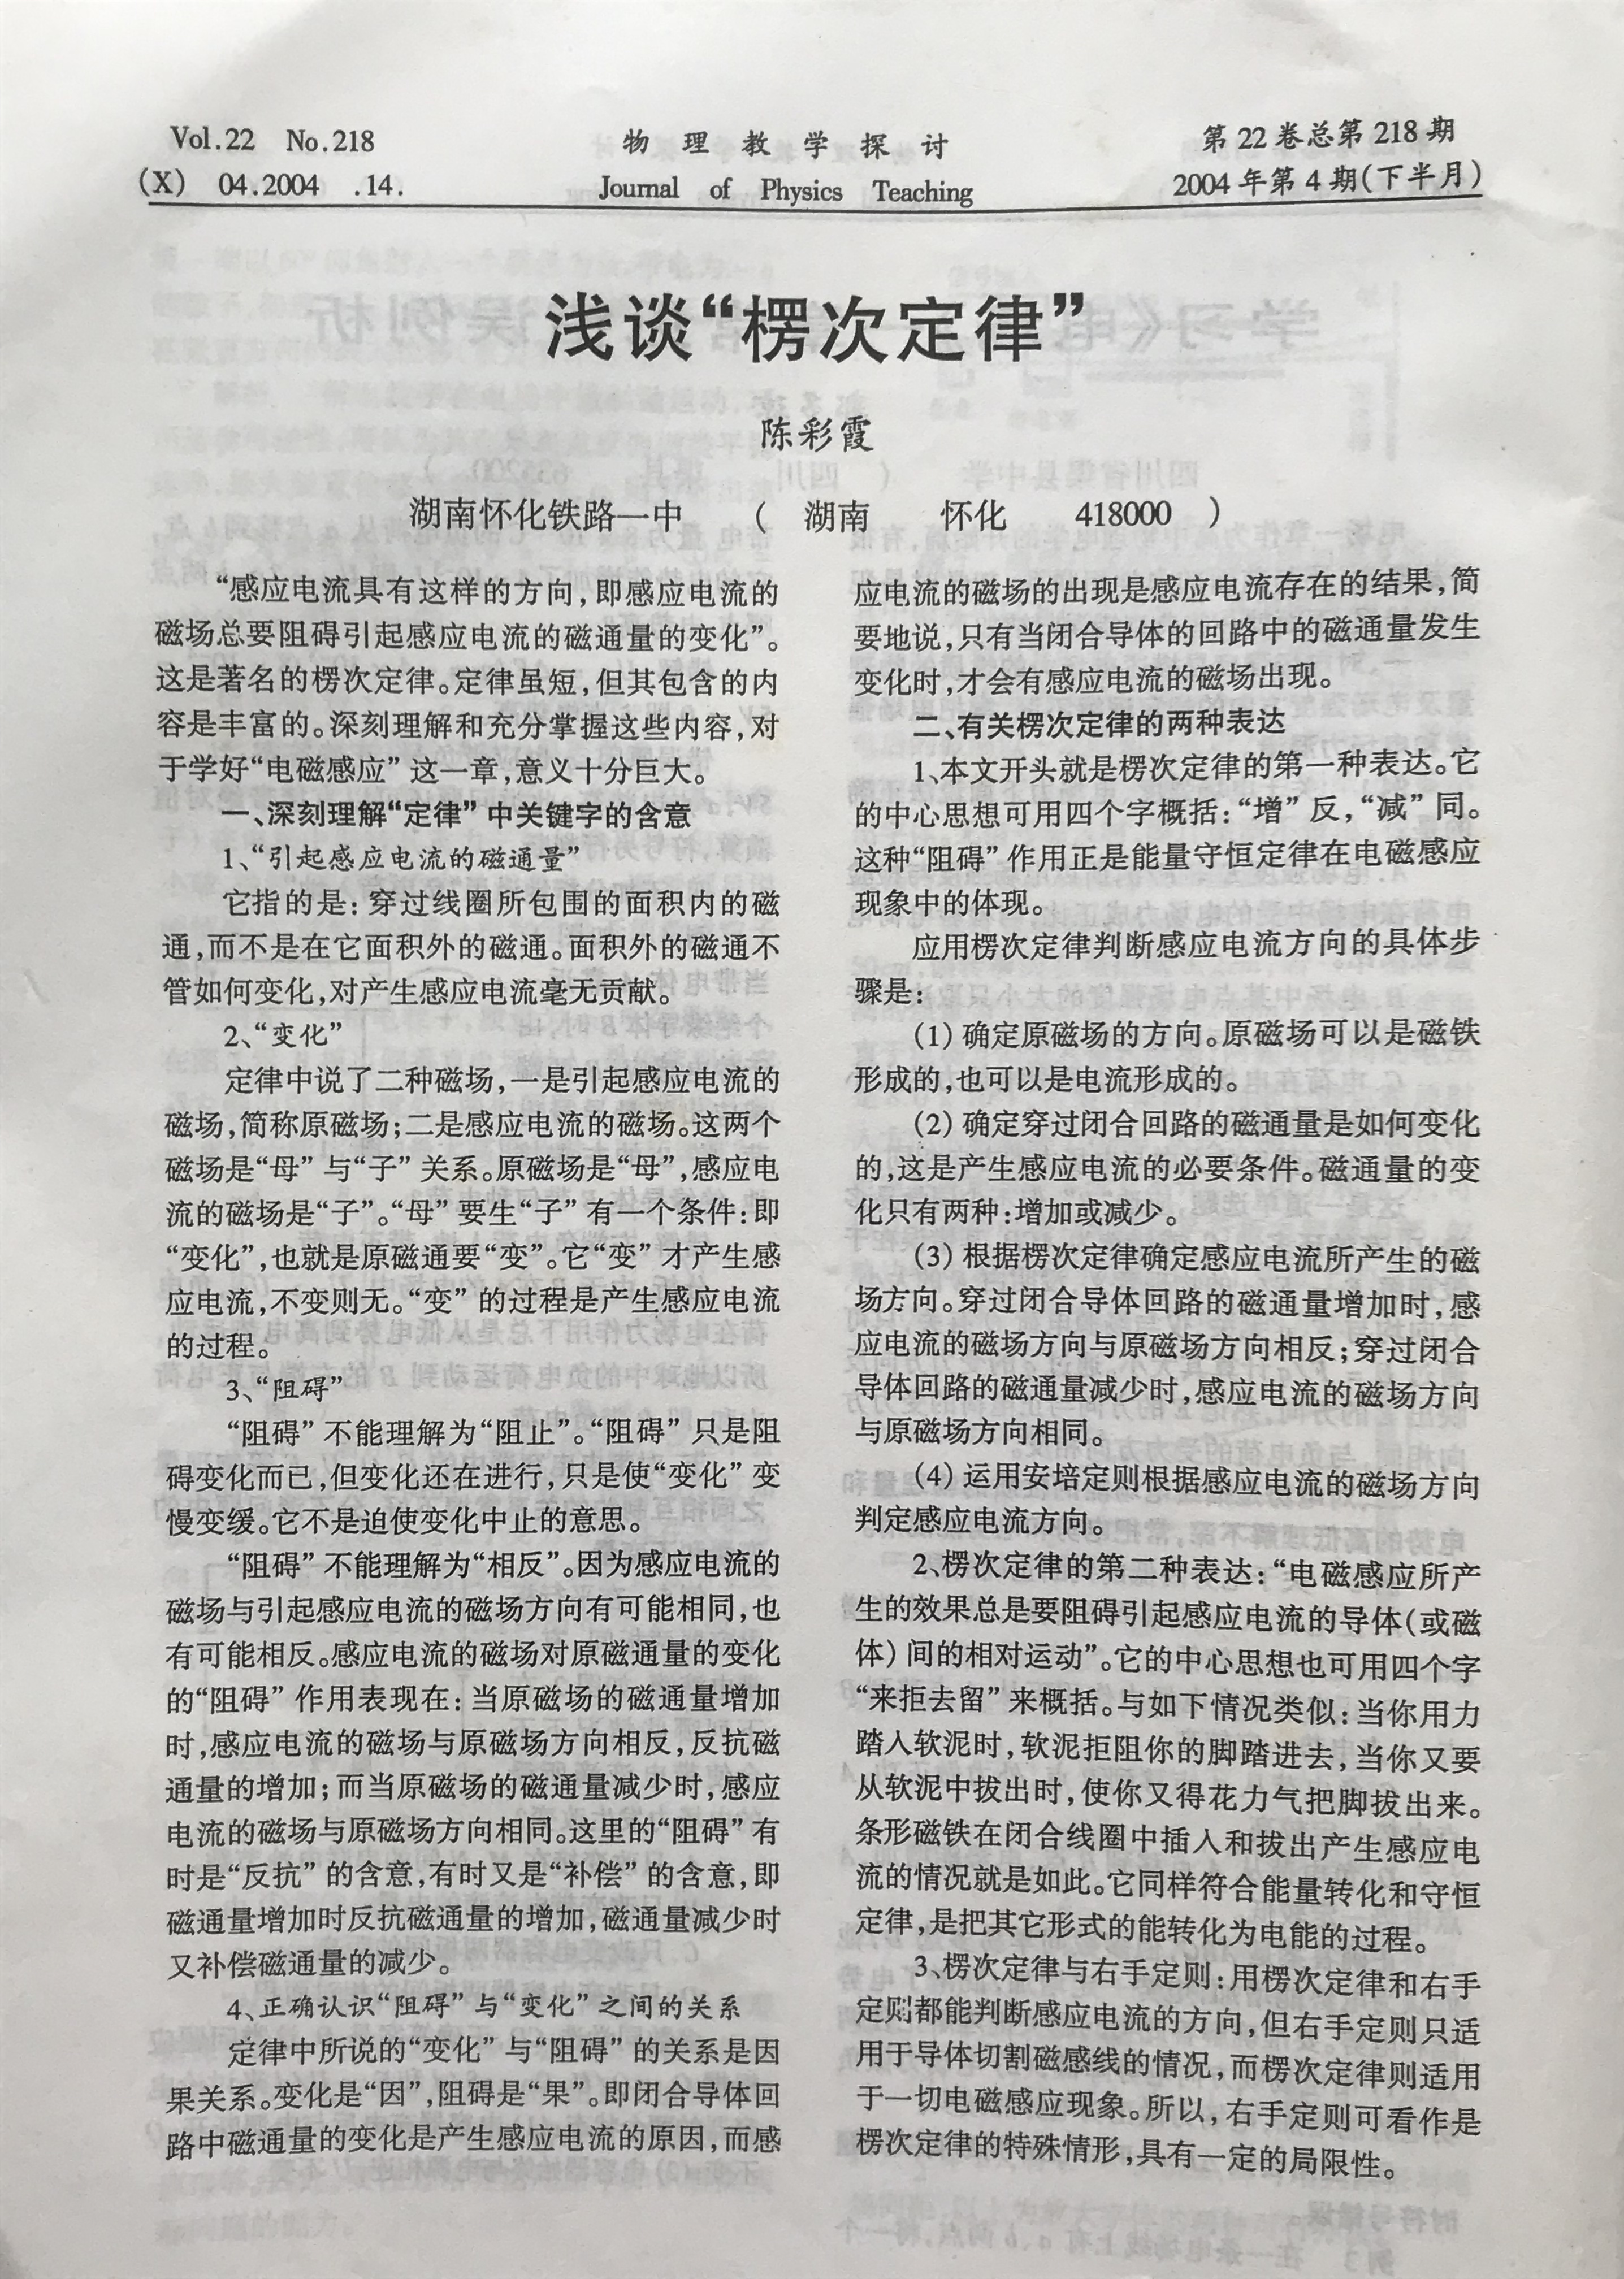 Vol.22 No.218
(X) 04.2004 .14.
物理教学探讨
Journal of Physics Teaching
第22卷总第218期
2004年第4期(下半月)
浅谈“楞次定律”
陈彩霞
湖南怀化铁路一中 ( 湖南 怀化 418000 )
“感应电流具有这样的方向,即感应电流的
磁场总要阻碍引起感应电流的磁通量的变化”。
这是著名的楞次定律。定律虽短,但其包含的内
容是丰富的。深刻理解和充分掌握这些内容,对
于学好“电磁感应”这一章,意义十分巨大。
一、深刻理解“定律”中关键字的含意
1、“引起感应电流的磁通量”
它指的是:穿过线圈所包围的面积内的磁
通,而不是在它面积外的磁通。面积外的磁通不
管如何变化,对产生感应电流毫无贡献。
2、“变化”
定律中说了二种磁场,一是引起感应电流的
磁场,简称原磁场;二是感应电流的磁场。这两个
磁场是“母”与“子”关系。原磁场是“母”,感应电
流的磁场是“子”。“母”要生“子”有一个条件:即
“变化”,也就是原磁通要“变”。它“变”才产生感
应电流,不变则无。“变”的过程是产生感应电流
的过程。
3、“阻碍”
“阻碍”不能理解为“阻止”。“阻碍”只是阻
碍变化而已,但变化还在进行,只是使“变化”变
慢变缓。它不是迫使变化中止的意思。
“阻碍”不能理解为“相反”。因为感应电流的
磁场与引起感应电流的磁场方向有可能相同,也
有可能相反。感应电流的磁场对原磁通量的变化
的“阻碍”作用表现在:当原磁场的磁通量增加
时,感应电流的磁场与原磁场方向相反,反抗磁
通量的增加;而当原磁场的磁通量减少时,感应
电流的磁场与原磁场方向相同。这里的“阻碍”有
时是“反抗”的含意,有时又是“补偿”的含意,即
磁通量增加时反抗磁通量的增加,磁通量减少时
又补偿磁通量的减少。
4、正确认识“阻碍”与“变化”之间的关系
定律中所说的“变化”与“阻碍”的关系是因
果关系。变化是“因”,阻碍是“果”。即闭合导体回
路中磁通量的变化是产生感应电流的原因,而感
应电流的磁场的出现是感应电流存在的结果,简
要地说,只有当闭合导体的回路中的磁通量发生
变化时,才会有感应电流的磁场出现。
二、有关楞次定律的两种表达
1、本文开头就是楞次定律的第一种表达。它
的中心思想可用四个字概括:“增”反,“减”同。
这种“阻碍”作用正是能量守恒定律在电磁感应
现象中的体现。
应用楞次定律判断感应电流方向的具体步
骤是:
(1)确定原磁场的方向。原磁场可以是磁铁
形成的,也可以是电流形成的。
(2)确定穿过闭合回路的磁通量是如何变化
的,这是产生感应电流的必要条件。磁通量的变
化只有两种:增加或减少。
(3)根据楞次定律确定感应电流所产生的磁
场方向。穿过闭合导体回路的磁通量增加时,感
应电流的磁场方向与原磁场方向相反;穿过闭合
导体回路的磁通量减少时,感应电流的磁场方向
与原磁场方向相同。
(4)运用安培定则根据感应电流的磁场方向
判定感应电流方向。
2、楞次定律的第二种表达:“电磁感应所产
生的效果总是要阻碍引起感应电流的导体(或磁
体)间的相对运动”。它的中心思想也可用四个字
“来拒去留”来概括。与如下情况类似:当你用力
踏入软泥时,软泥拒阻你的脚踏进去,当你又要
从软泥中拔出时,使你又得花力气把脚拔出来。
条形磁铁在闭合线圈中插入和拔出产生感应电
流的情况就是如此。它同样符合能量转化和守恒
定律,是把其它形式的能转化为电能的过程。
3、楞次定律与右手定则:用楞次定律和右手
定则都能判断感应电流的方向,但右手定则只适
用于导体切割磁感线的情况,而楞次定律则适用
于一切电磁感应现象。所以,右手定则可看作是
楞次定律的特殊情形,具有一定的局限性。